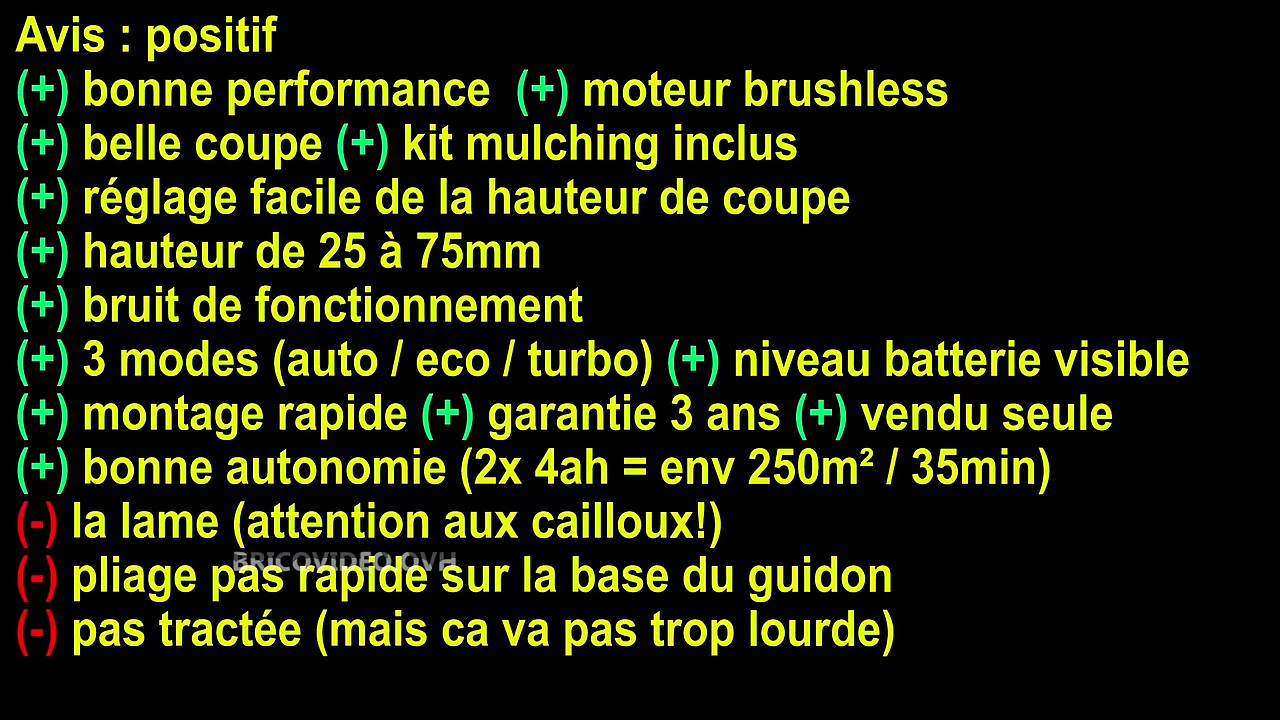 Avis : positif
(+) bonne performance (+) moteur brushless
(+) belle coupe (+) kit mulching inclus
(+) réglage facile de la hauteur de coupe
(+) hauteur de 25 à 75mm
(+) bruit de fonctionnement
(+) 3 modes (auto / eco / turbo) (+) niveau batterie visible
(+) montage rapide (+) garantie 3 ans (+) vendu seule
(+) bonne autonomie (2x 4ah = env 250m² / 35min)
(-) la lame (attention aux cailloux!)
BRICOVIDEO.OVH
(-) pliage pas rapide sur la base du guidon
(-) pas tractée (mais ca va pas trop lourde)